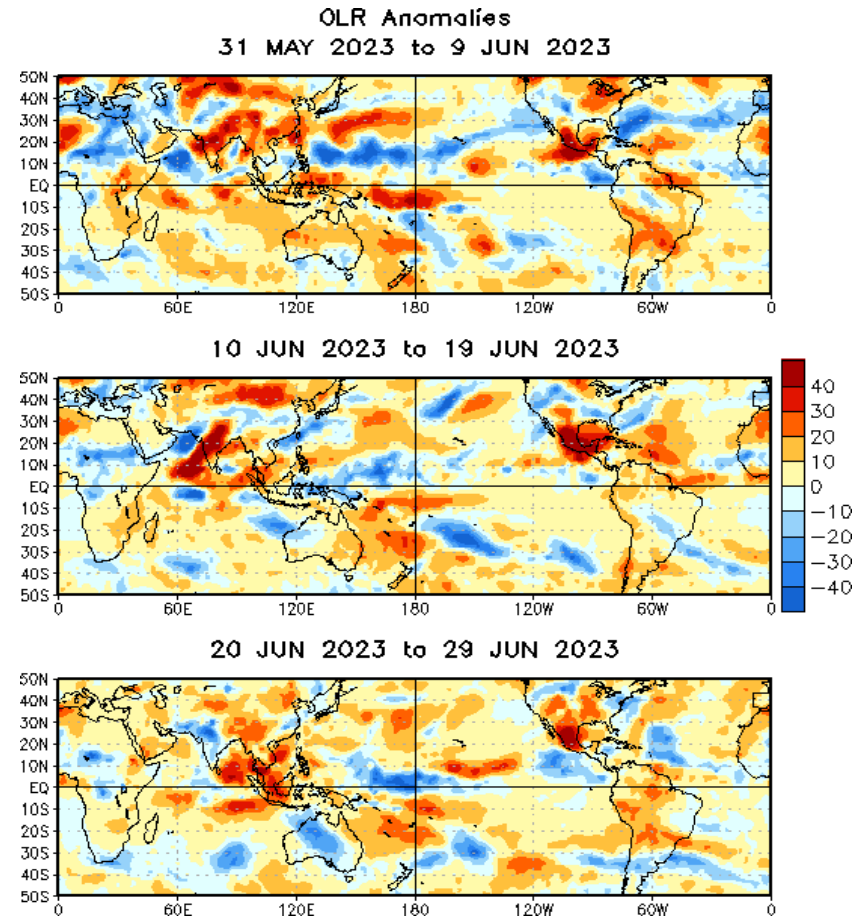 OLR Anomalies
31 MAY 2023 to 9 JUN 2023
50N
40N
30N
20N
10N
EQ
10S
20S
30S
40S
50S
0 60E 120E 180 120W 60W 0
10 JUN 2023 to 19 JUN 2023
50N
40N
30N
20N
10N
EQ
10S
20S
30S
40S
50S
0 60E 120E 180 120W 60W 0
40
30
20
10
0
-10
-20
-30
-40
20 JUN 2023 to 29 JUN 2023
50N
40N
30N
20N
10N
EQ
10S
20S
30S
40S
50S
0 60E 120E 180 120W 60W 0